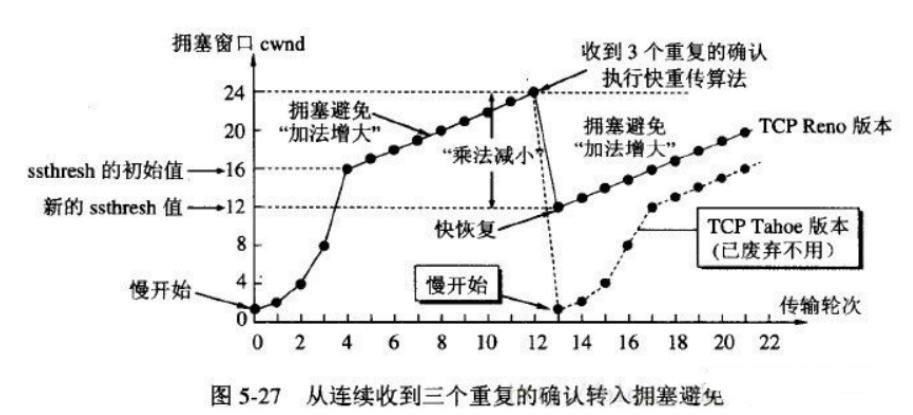 拥塞窗口 cwnd
收到 3 个重复的确认
执行快重传算法
24
20
16
12
8
4
0
拥塞避免
“加法增大”
“乘法减小”
拥塞避免
“加法增大”
TCP Reno 版本
ssthresh 的初始值
新的 ssthresh 值
快恢复
TCP Tahoe 版本
(已废弃不用)
慢开始
慢开始
传输轮次
0 2 4 6 8 10 12 14 16 18 20 22
图 5-27 从连续收到三个重复的确认转入拥塞避免